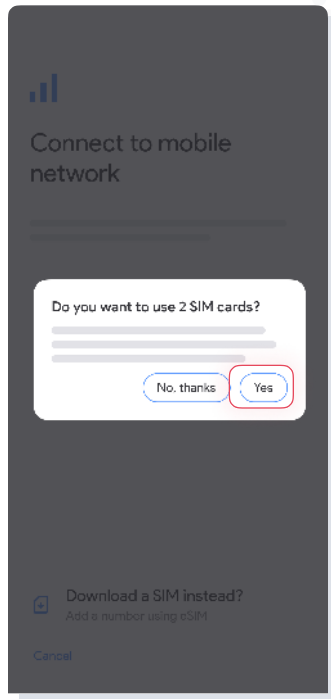 Connect to mobile
network
Do you want to use 2 SIM cards?
No, thanks
Yes
Download a SIM instead?
Add a number using eSIM
Cancel